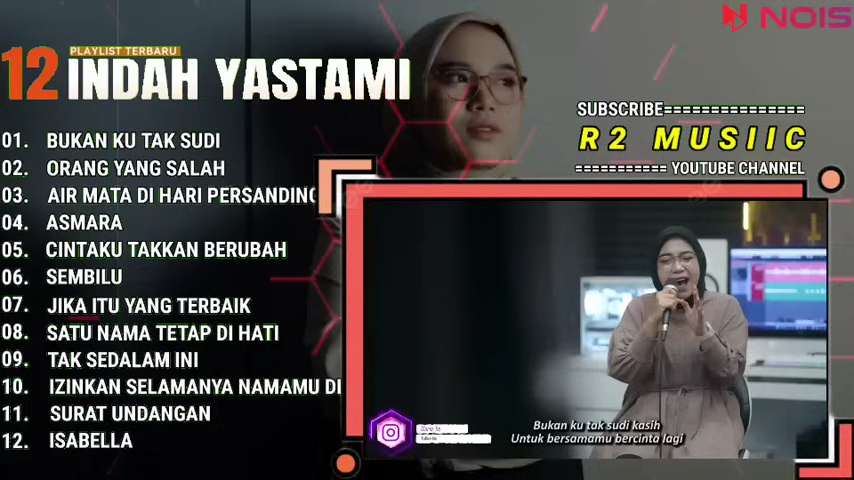 NOIS
PLAYLIST TERBARU
12 INDAH YASTAMI
01. BUKAN KU TAK SUDI
02. ORANG YANG SALAH
03. AIR MATA DI HARI PERSANDING
04. ASMARA
05. CINTAKU TAKKAN BERUBAH
06. SEMBILU
07. JIKA ITU YANG TERBAIK
08. SATU NAMA TETAP DI HATI
09. TAK SEDALAM INI
10. IZINKAN SELAMANYA NAMAMU DI
11. SURAT UNDANGAN
12. ISABELLA
SUBSCRIBE===============
R2 MUSIIC
=========== YOUTUBE CHANNEL
Bukan ku tak sudi kasih
Untuk bersamamu bercinta lagi